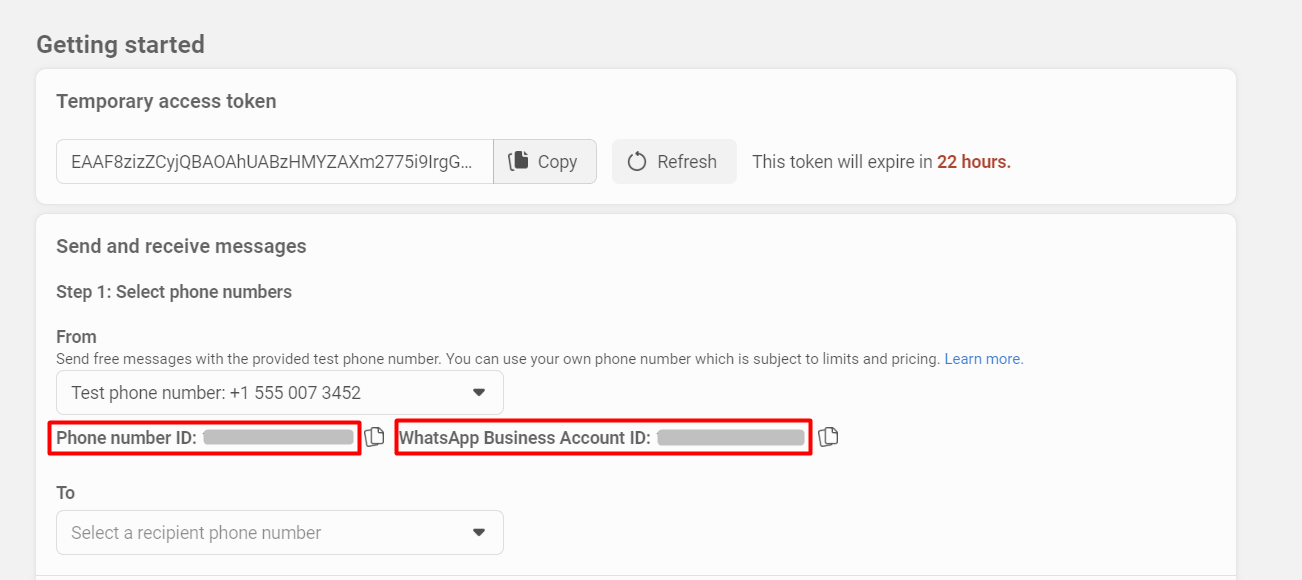 Getting started
Temporary access token
EAAF8zizZCyjQBAOAhUABzHMYZAXm2775i9IrgG...
Copy
Refresh
This token will expire in 22 hours.
Send and receive messages
Step 1: Select phone numbers
From
Send free messages with the provided test phone number. You can use your own phone number which is subject to limits and pricing. Learn more.
Test phone number: +1 555 007 3452
Phone number ID:
WhatsApp Business Account ID:
To
Select a recipient phone number